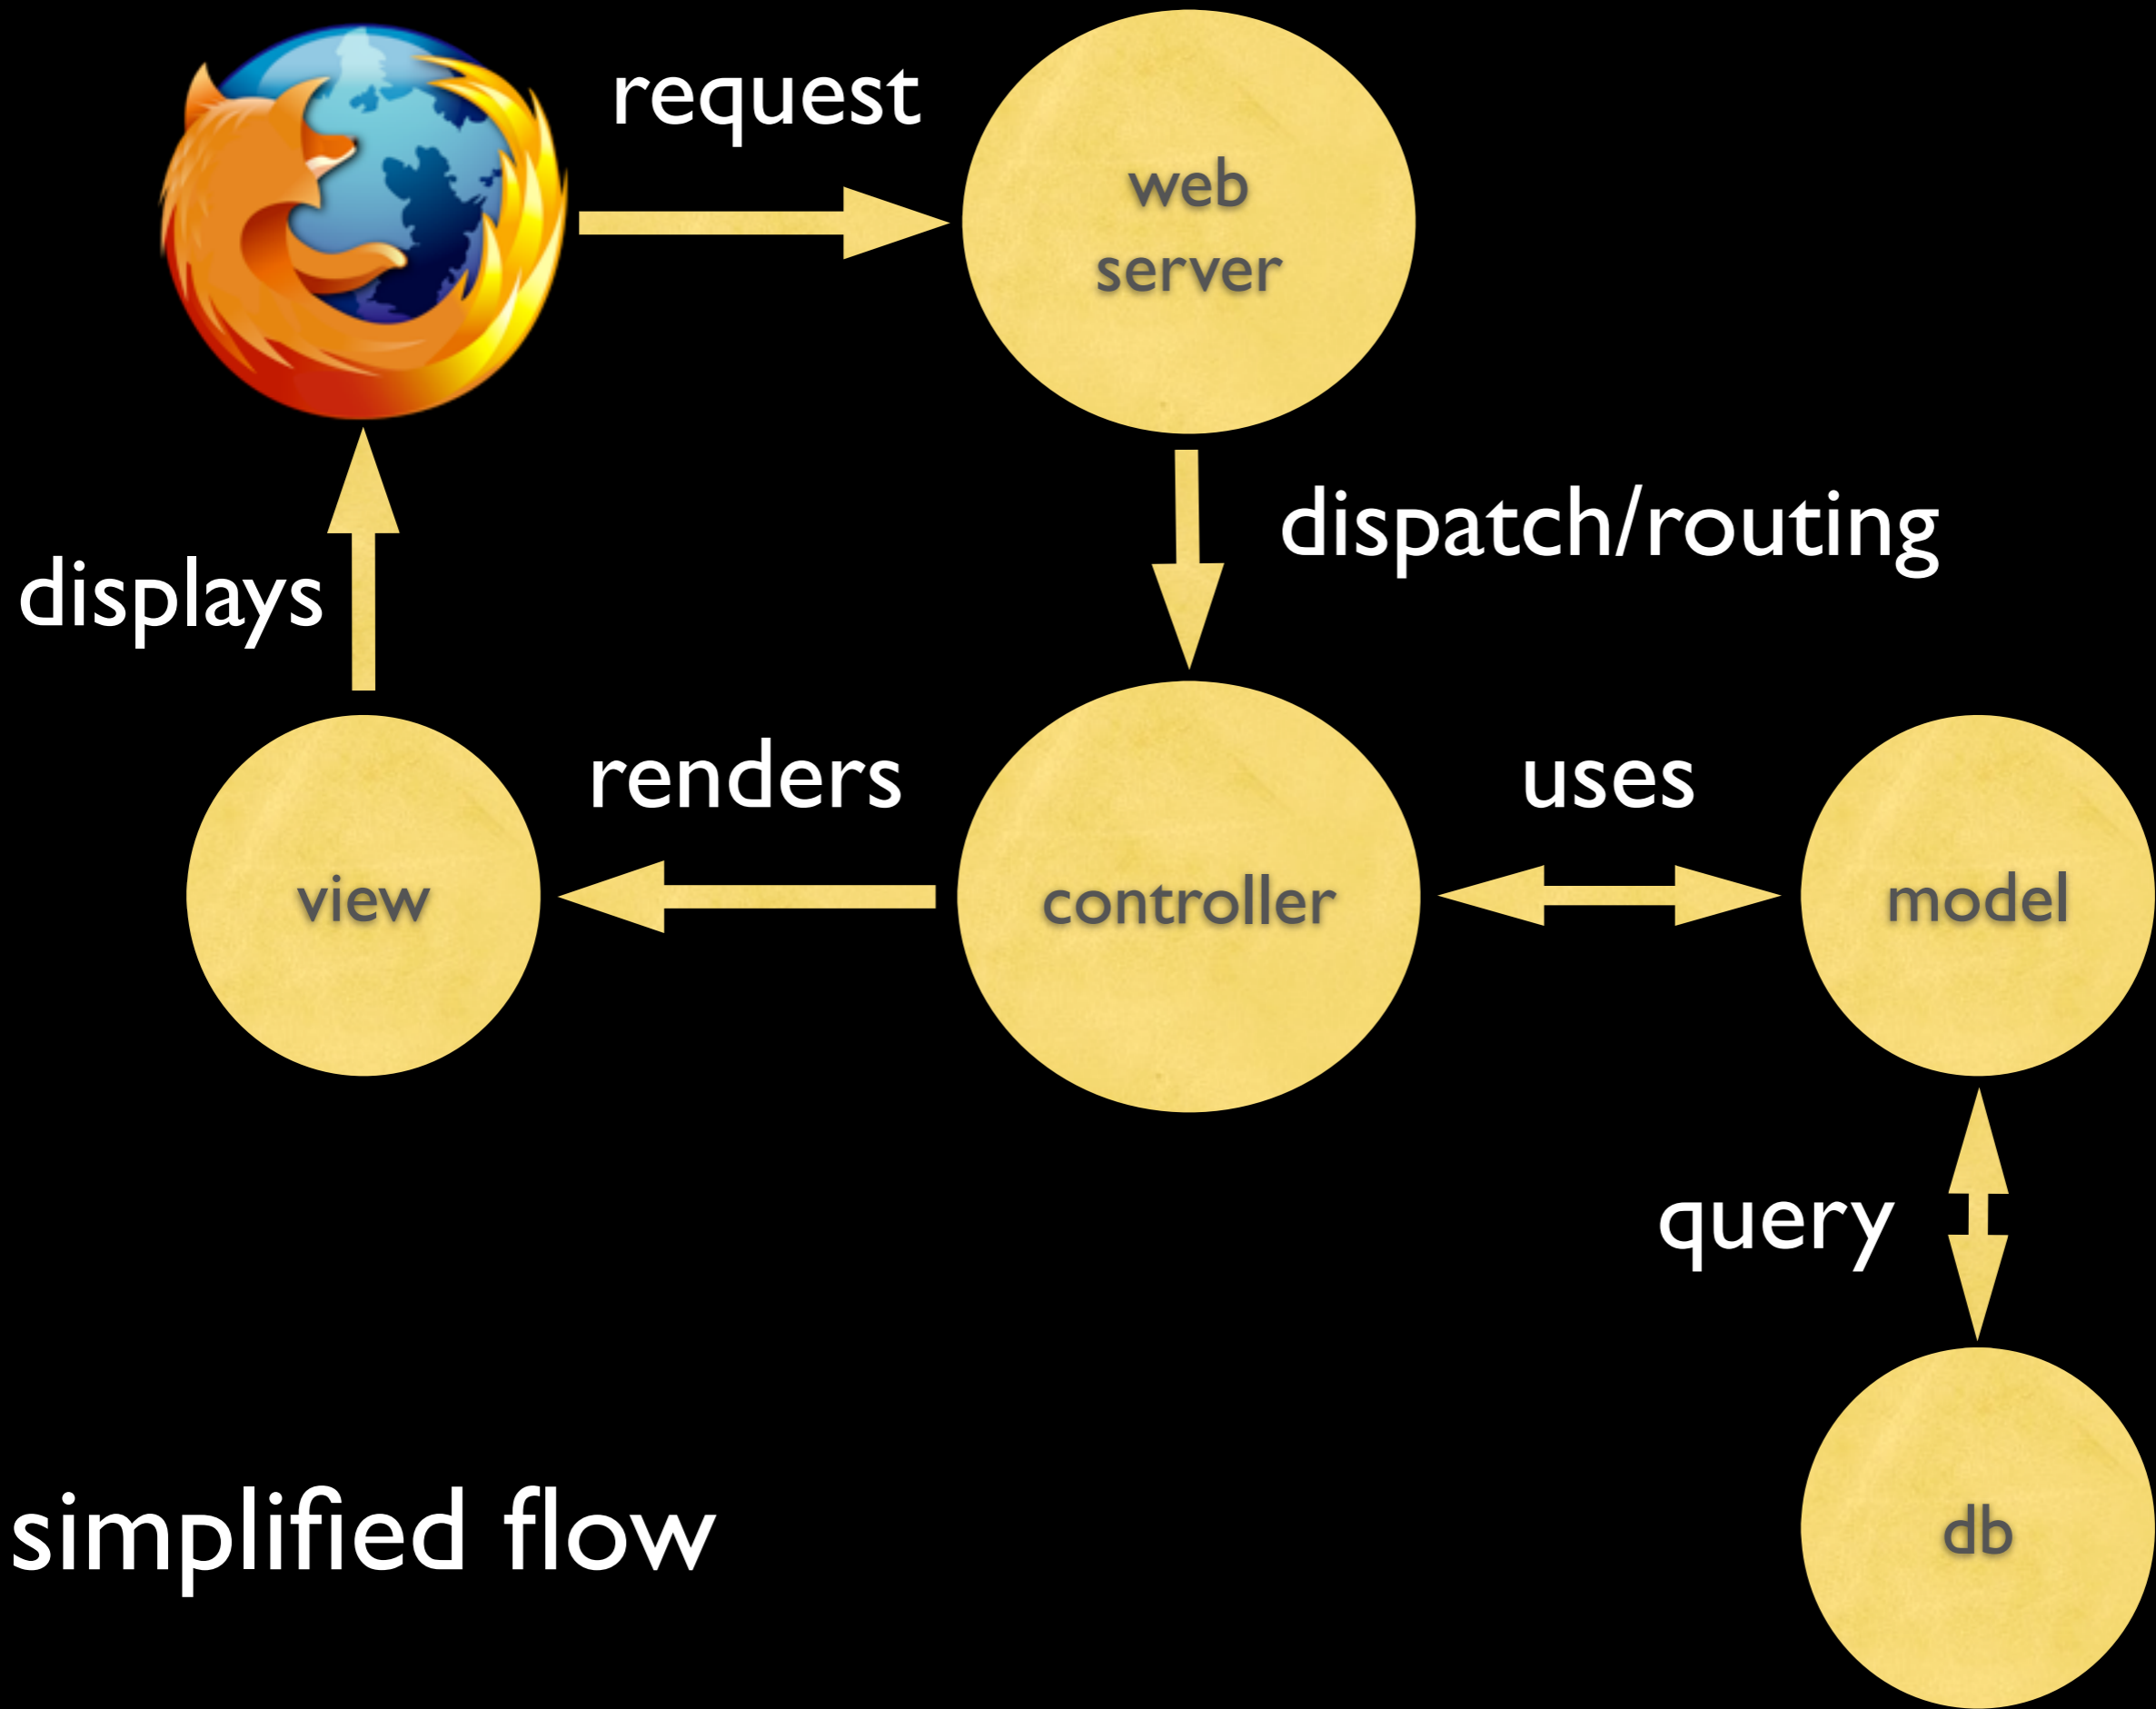 request
web
server
dispatch/routing
displays
renders
uses
view
controller
model
query
simplified flow
db